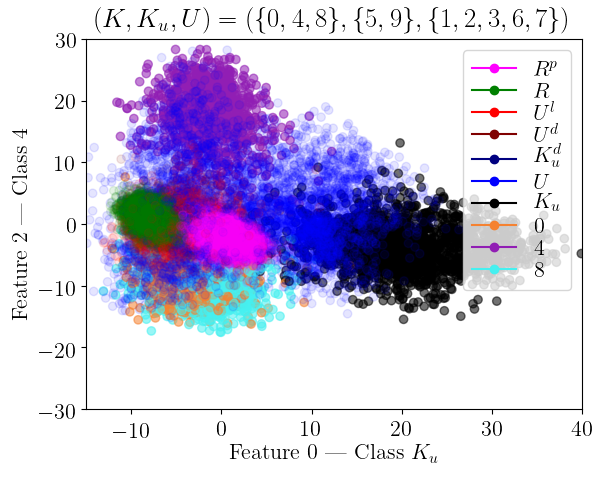 (K, K_u, U) = ({0, 4, 8}, {5, 9}, {1, 2, 3, 6, 7})
30
20
10
0
−10
−20
−30
Feature 2 — Class 4
R^p
R
U^l
U^d
K_u^d
U
K_u
0
4
8
−10
0
10
20
30
40
Feature 0 — Class K_u